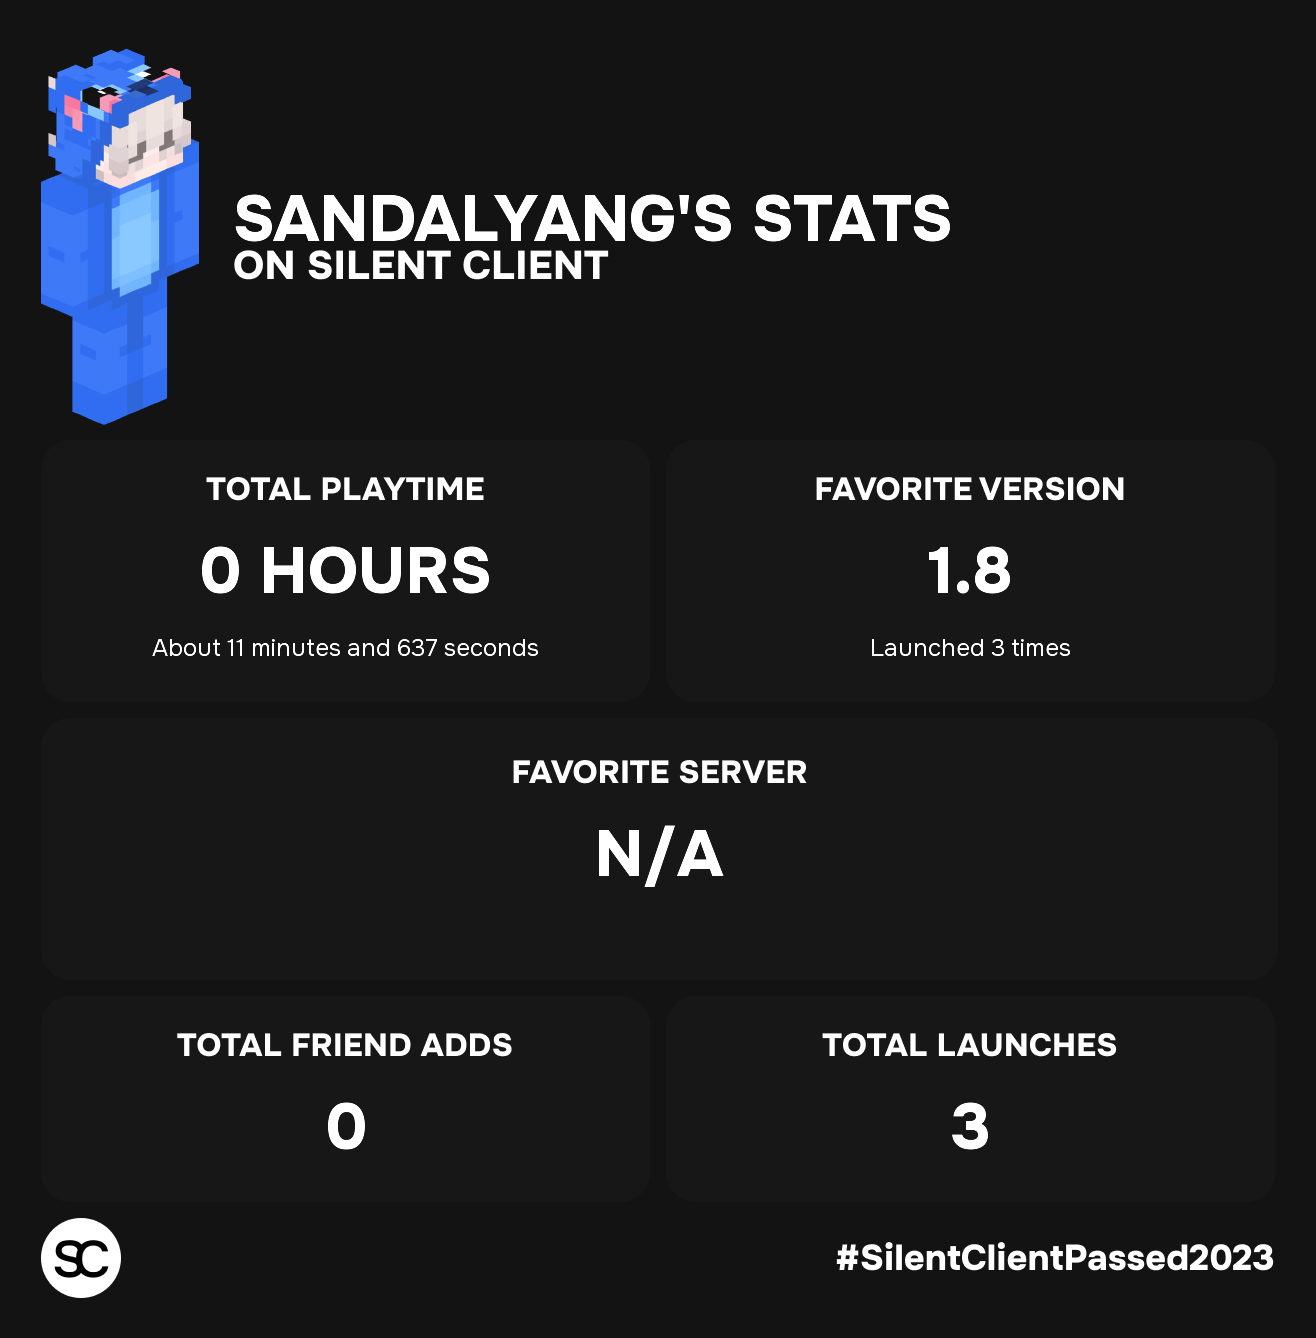 SANDALYANG'S STATS
ON SILENT CLIENT
TOTAL PLAYTIME
0 HOURS
About 11 minutes and 637 seconds
FAVORITE VERSION
1.8
Launched 3 times
FAVORITE SERVER
N/A
TOTAL FRIEND ADDS
0
TOTAL LAUNCHES
3
SC
#SilentClientPassed2023